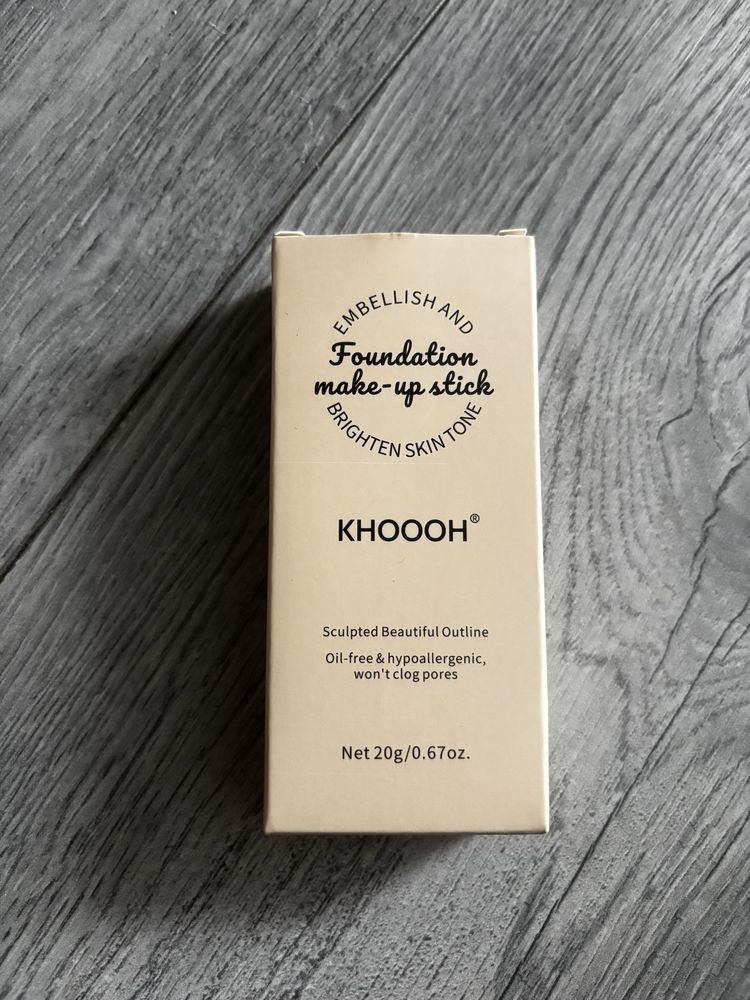 EMBELLISH AND
Foundation
make-up stick
BRIGHTEN SKIN TONE
KHOOOH®
Sculpted Beautiful Outline
Oil-free & hypoallergenic,
won't clog pores
Net 20g/0.67oz.